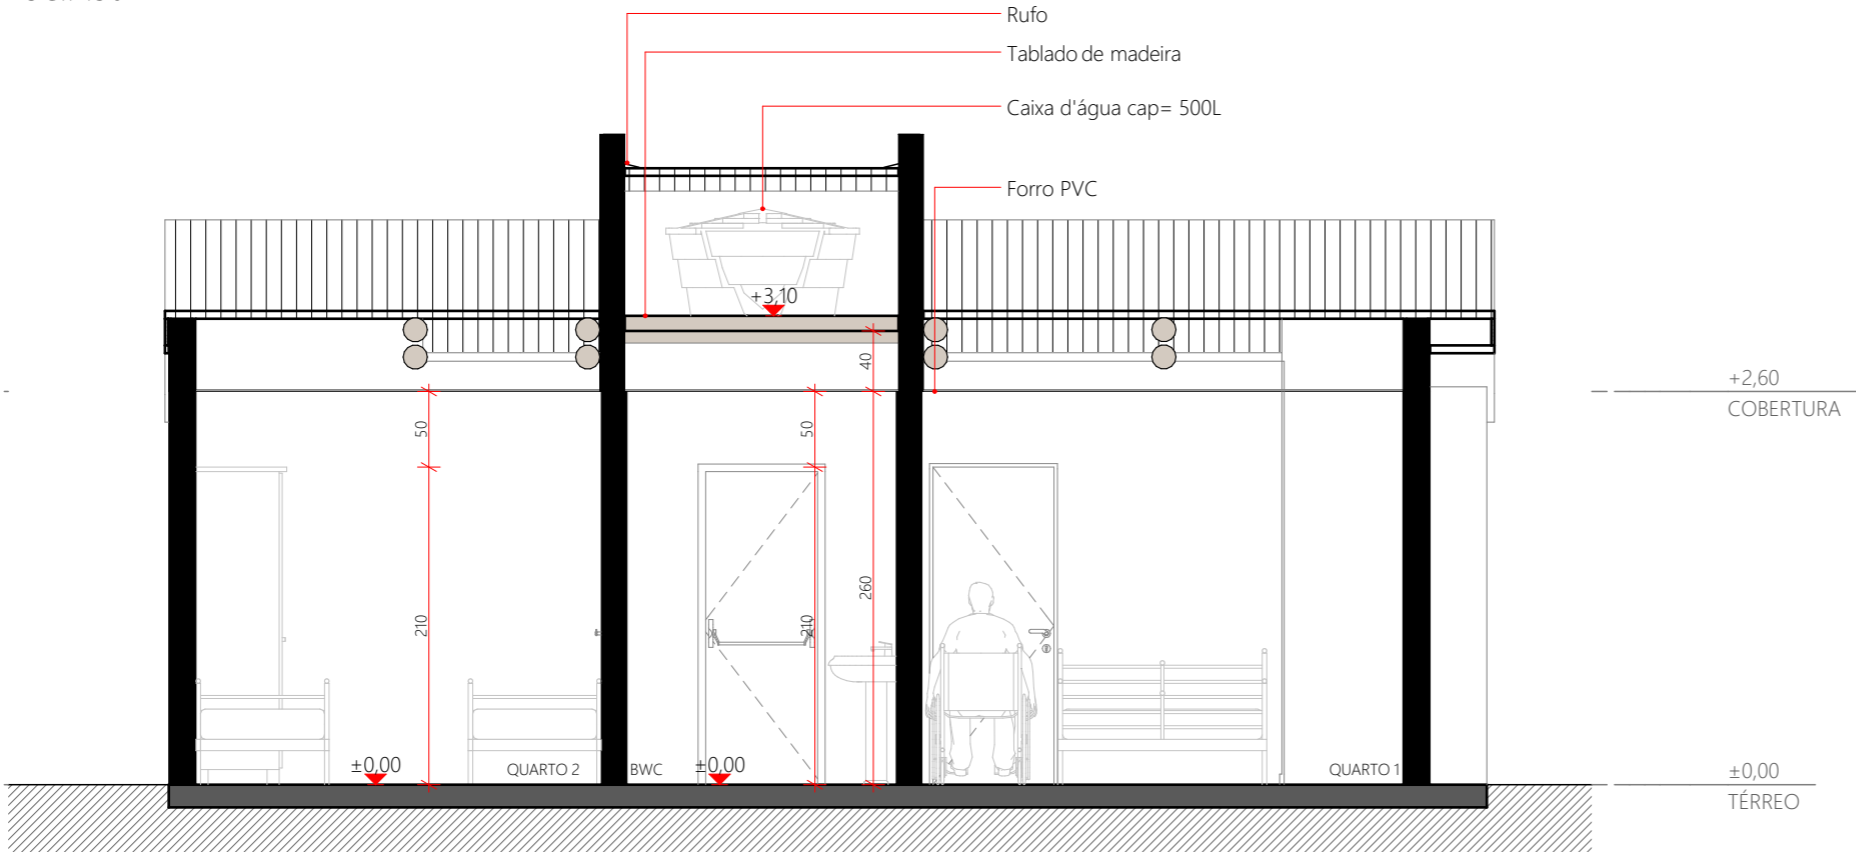 Rufo
Tablado de madeira
Caixa d'água cap= 500L
Forro PVC
+3,10
40
+2,60
COBERTURA
50
50
260
210
210
±0,00
QUARTO 2
BWC
±0,00
QUARTO 1
±0,00
TÉRREO